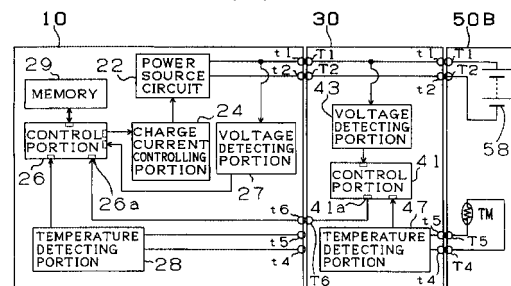 10
30
50B
29
22
POWER
SOURCE
CIRCUIT
t1
T1
t1
T1
t2
T2
t2
T2
MEMORY
24
43
CONTROL
PORTION
CHARGE
CURRENT
CONTROLLING
PORTION
VOLTAGE
DETECTING
PORTION
VOLTAGE
DETECTING
PORTION
58
26
26a
27
CONTROL
PORTION
41
41a
47
t6
TM
TEMPERATURE
DETECTING
PORTION
28
t5
t4
T6
TEMPERATURE
DETECTING
PORTION
t5
T5
t4
T4